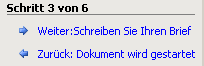 Schritt 3 von 6
Weiter:Schreiben Sie Ihren Brief
Zurück: Dokument wird gestartet